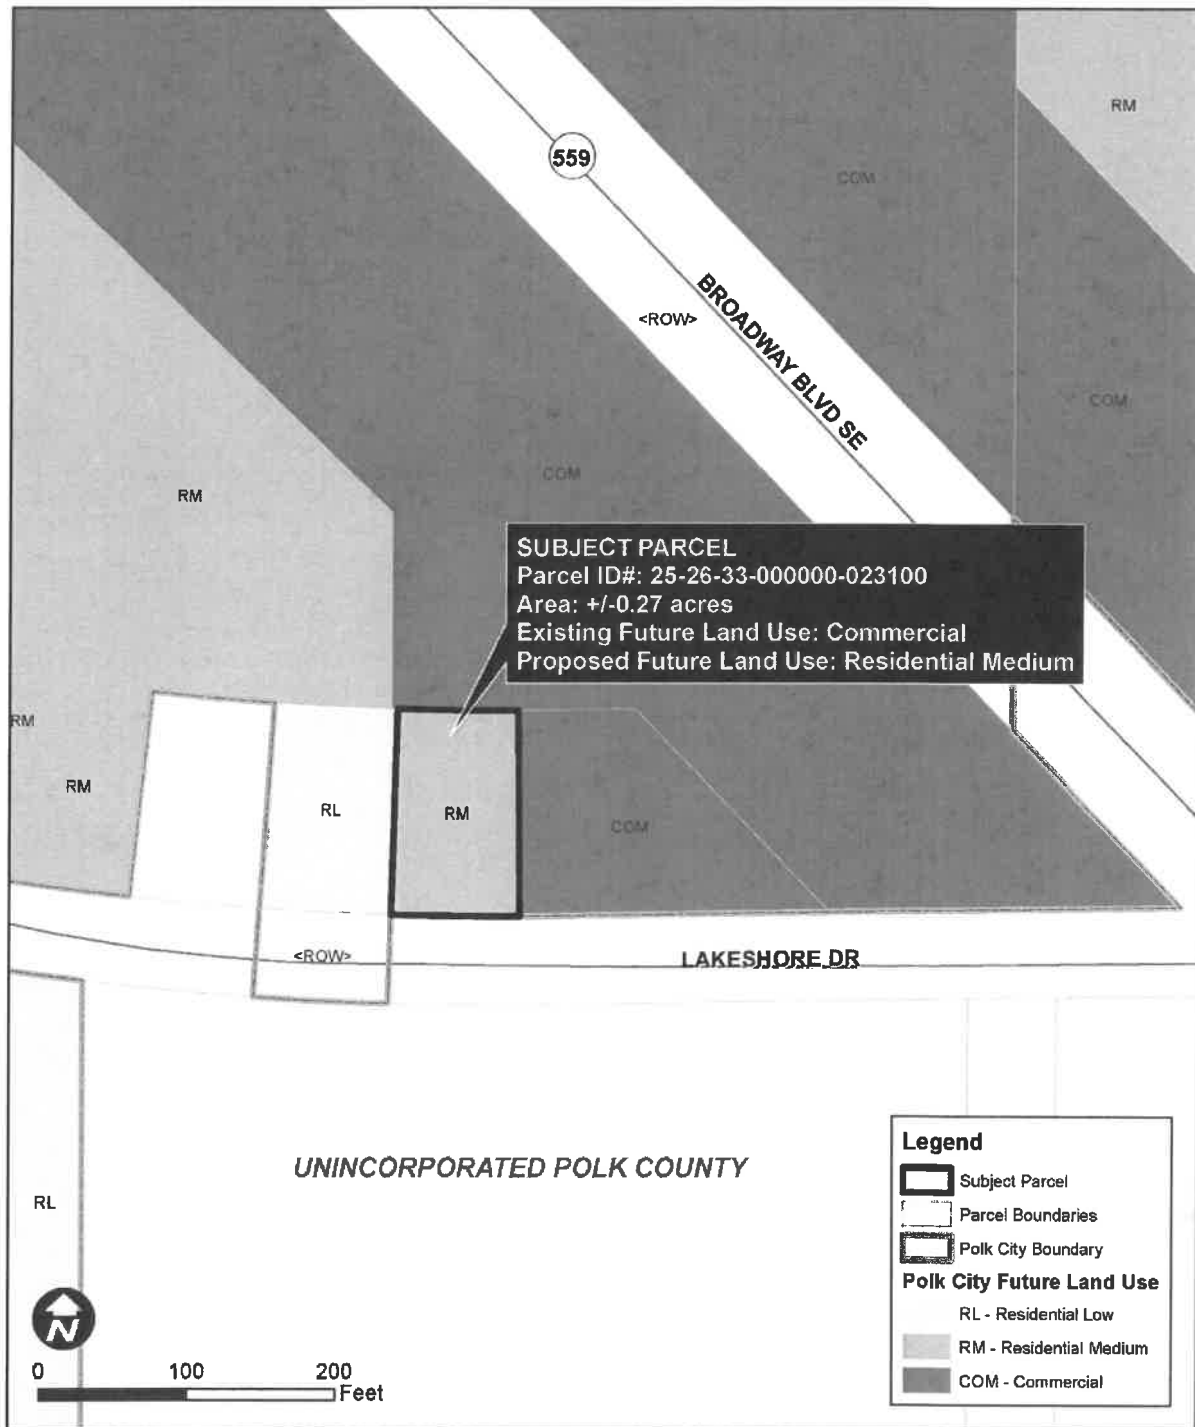 RM
559
COM
<ROW>
BROADWAY BLVD SE
COM
COM
RM
SUBJECT PARCEL
Parcel ID#: 25-26-33-000000-023100
Area: +/-0.27 acres
Existing Future Land Use: Commercial
Proposed Future Land Use: Residential Medium
RM
RM
RL
RM
COM
<ROW>
LAKESHORE DR
UNINCORPORATED POLK COUNTY
RL
N
0 100 200
Feet
Legend
Subject Parcel
Parcel Boundaries
Polk City Boundary
Polk City Future Land Use
RL - Residential Low
RM - Residential Medium
COM - Commercial